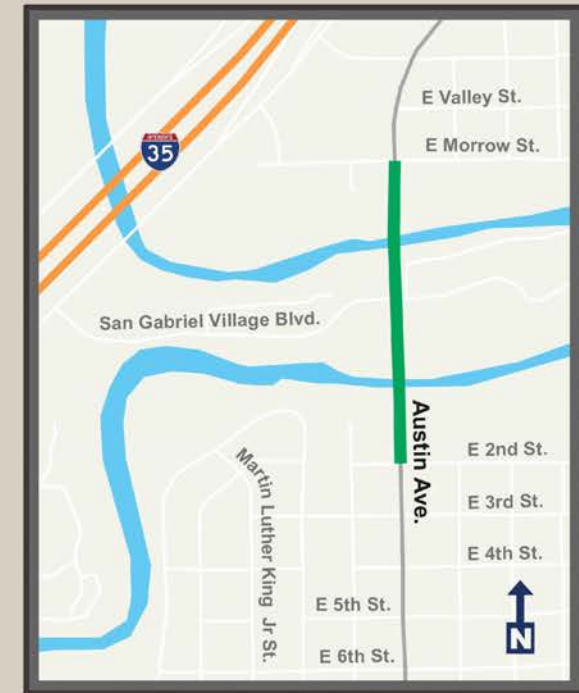 E Valley St.
E Morrow St.
INTERSTATE
35
San Gabriel Village Blvd.
Austin Ave.
E 2nd St.
Martin Luther King Jr St.
E 3rd St.
E 4th St.
E 5th St.
E 6th St.
N